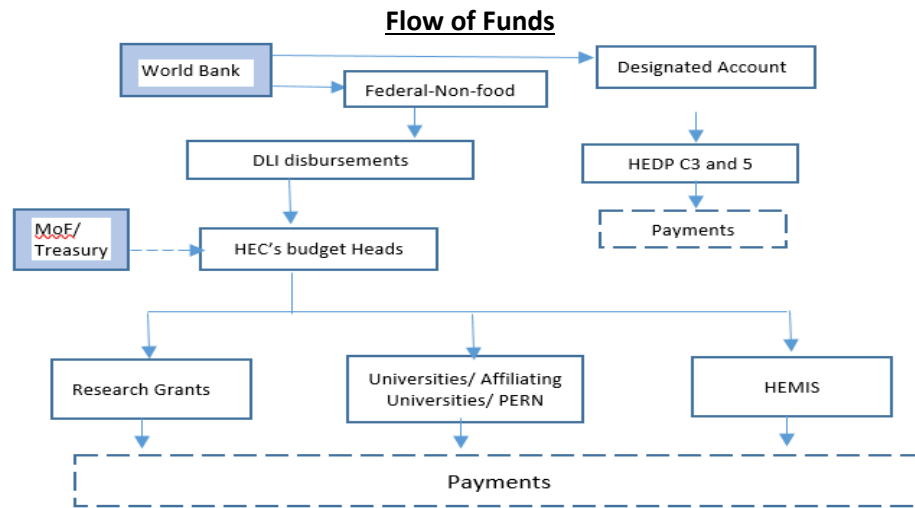 Flow of Funds
World Bank
Designated Account
Federal-Non-food
DLI disbursements
HEDP C3 and 5
MoF/
Treasury
HEC’s budget Heads
Payments
Research Grants
Universities/ Affiliating
Universities/ PERN
HEMIS
Payments